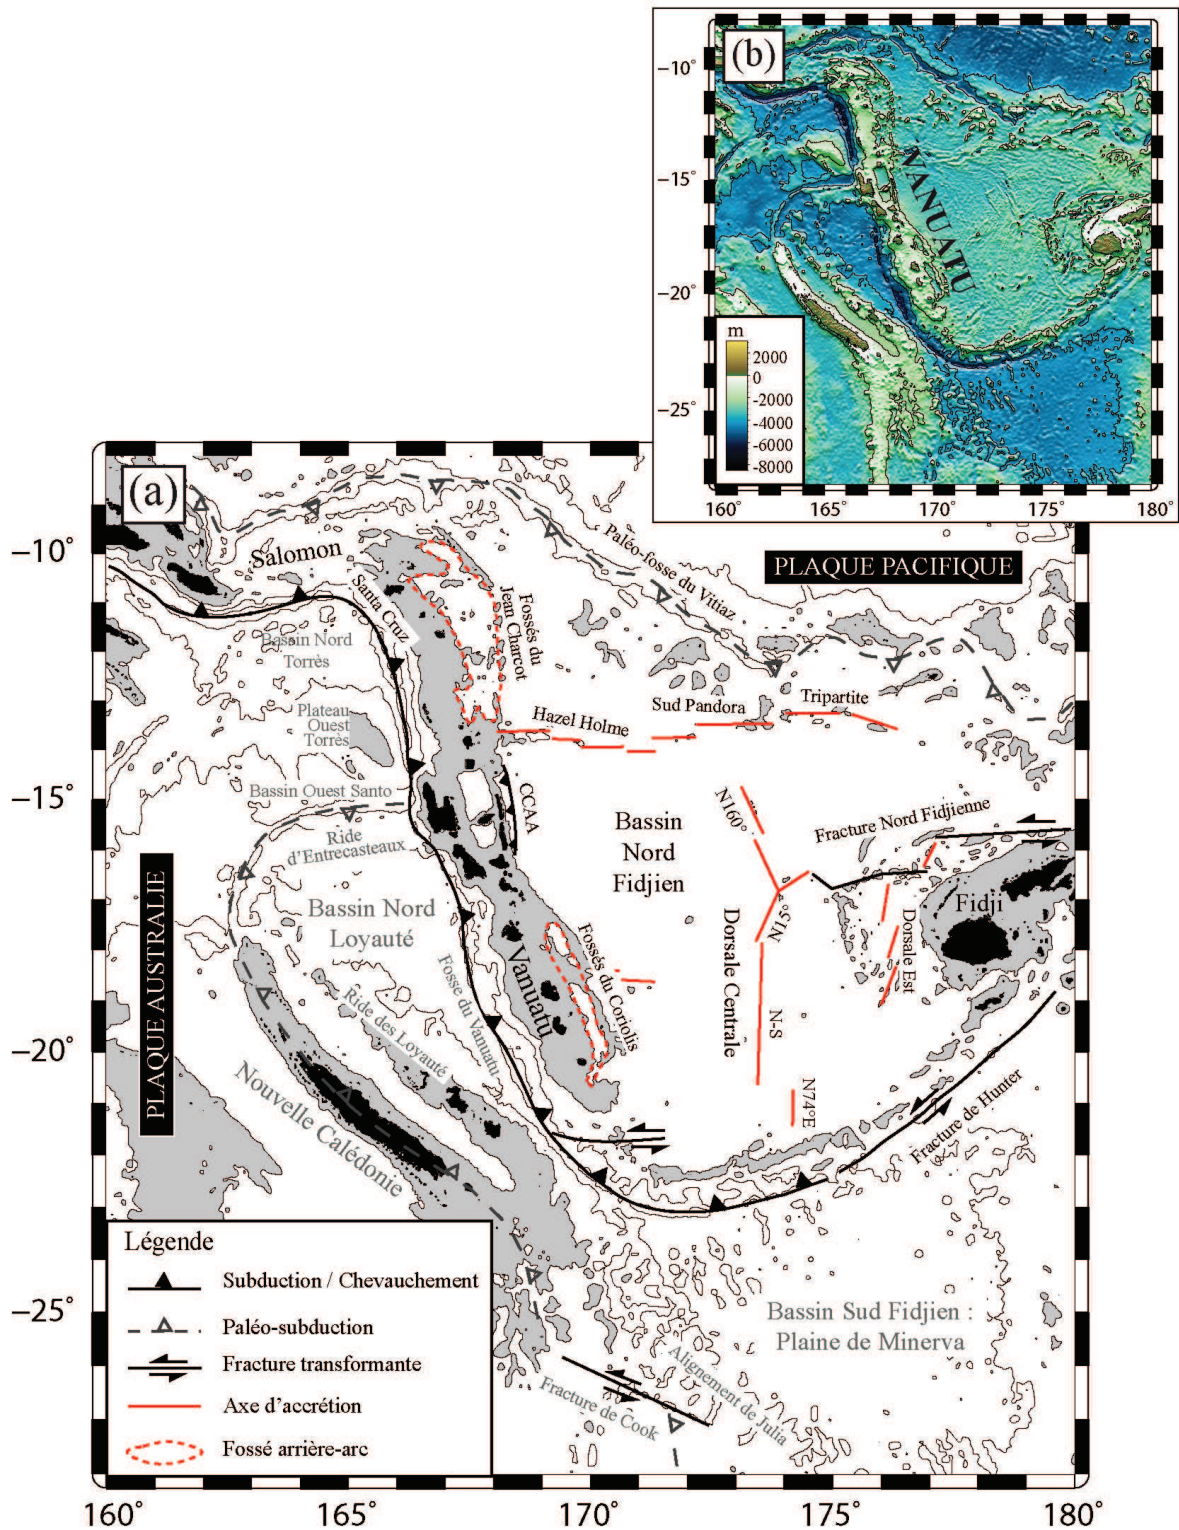 (b)
−10°
−15°
−20°
−25°
VANUATU
m
2000
0
-2000
-4000
-6000
-8000
160°
165°
170°
175°
180°
(a)
−10°
−15°
−20°
−25°
160°
165°
170°
175°
180°
PLAQUE PACIFIQUE
PLAQUE AUSTRALIE
Salomon
Santa Cruz
Fossés du
Jean Charcot
Paléo-fosse du Vitiaz
Bassin Nord
Torrès
Plateau
Ouest
Torrès
Hazel Holme
Sud Pandora
Tripartite
Bassin Ouest Santo
Ride
d'Entrecasteaux
CCAA
Bassin
Nord
Fidjien
N160°
N15°
Fracture Nord Fidjienne
Fidji
Dorsale Est
Dorsale Centrale
N-S
N74°E
Bassin Nord
Loyauté
Fosse du Vanuatu
Vanuatu
Fossés du Coriolis
Ride des Loyauté
Nouvelle Calédonie
Fracture de Hunter
Bassin Sud Fidjien :
Plaine de Minerva
Alignement de Julia
Fracture de Cook
Légende
Subduction / Chevauchement
Paléo-subduction
Fracture transformante
Axe d'accrétion
Fossé arrière-arc